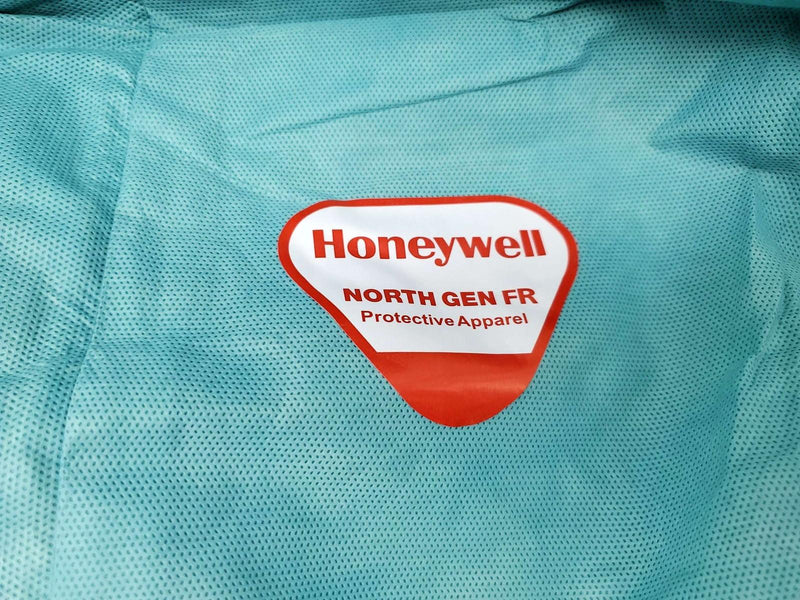 Honeywell
NORTH GEN FR
Protective Apparel